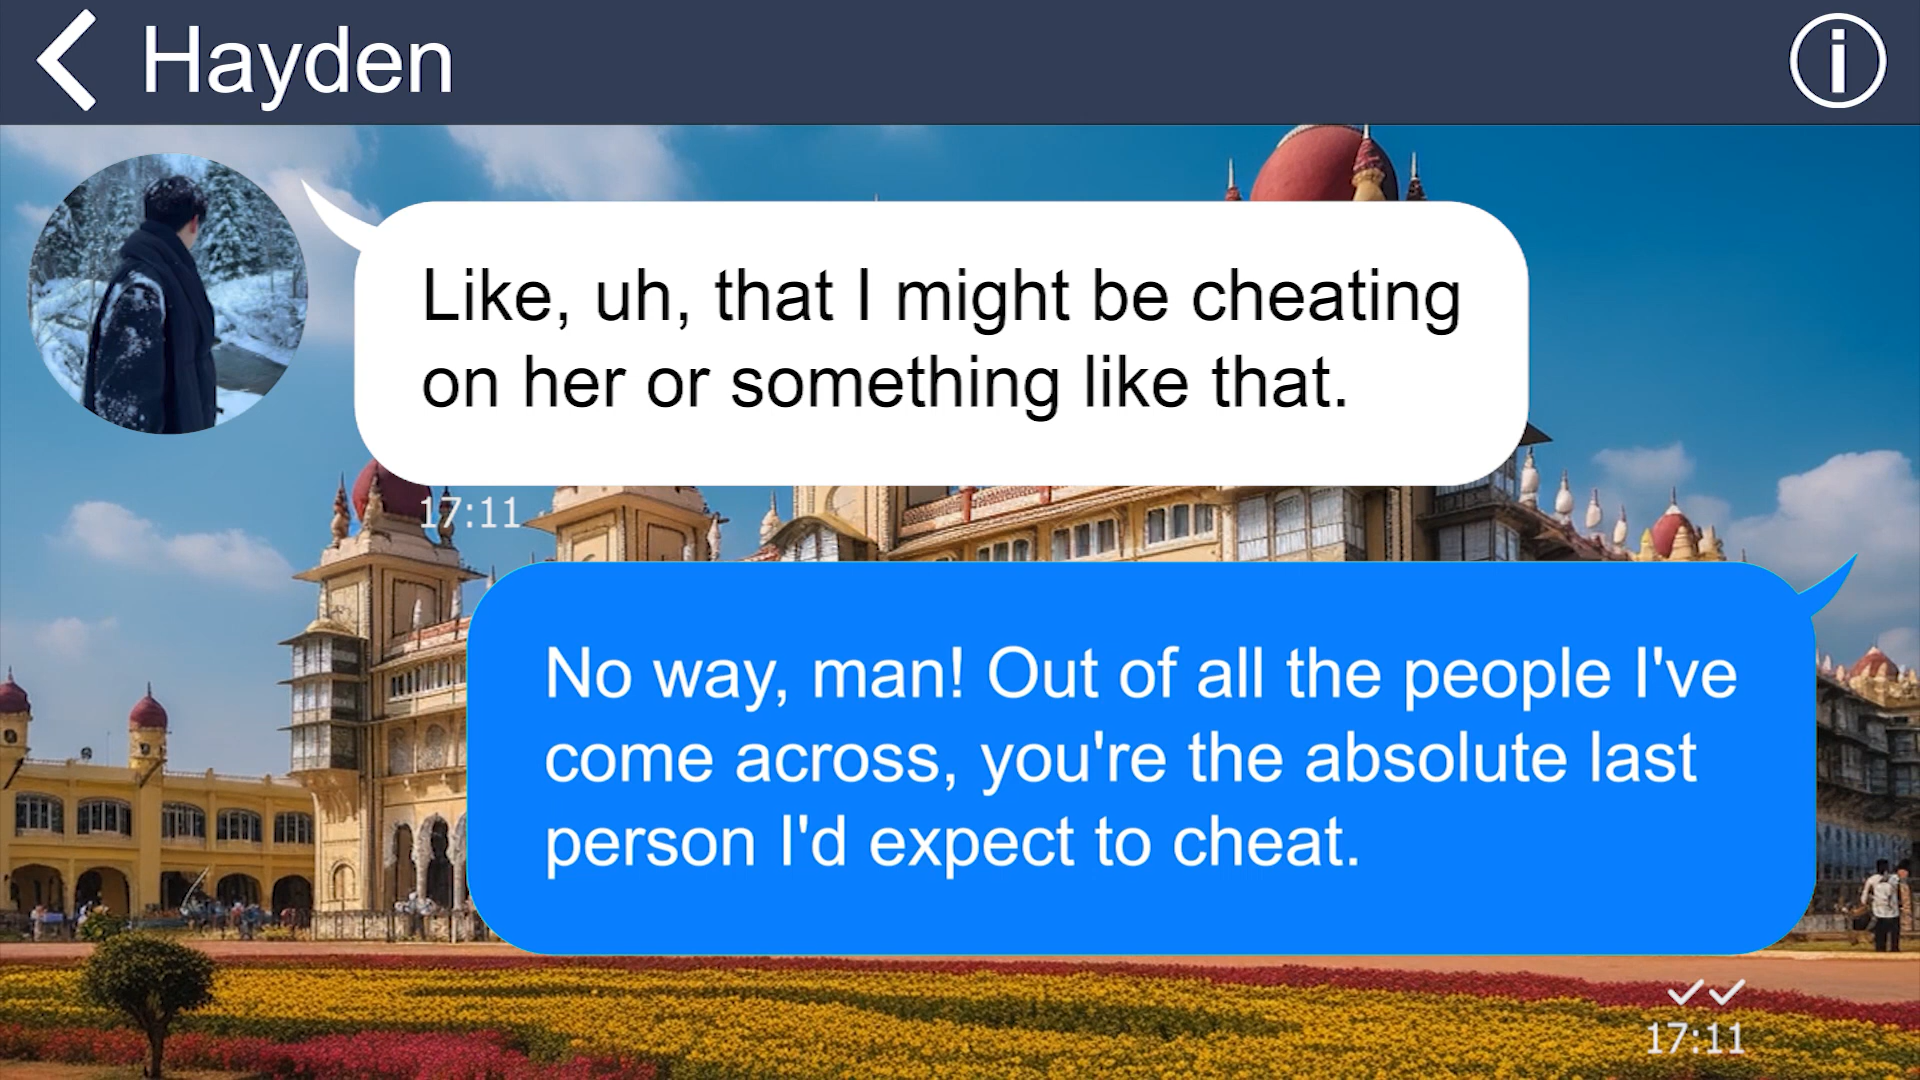 Hayden
Like, uh, that I might be cheating
on her or something like that.
17:11
No way, man! Out of all the people I've
come across, you're the absolute last
person I'd expect to cheat.
17:11